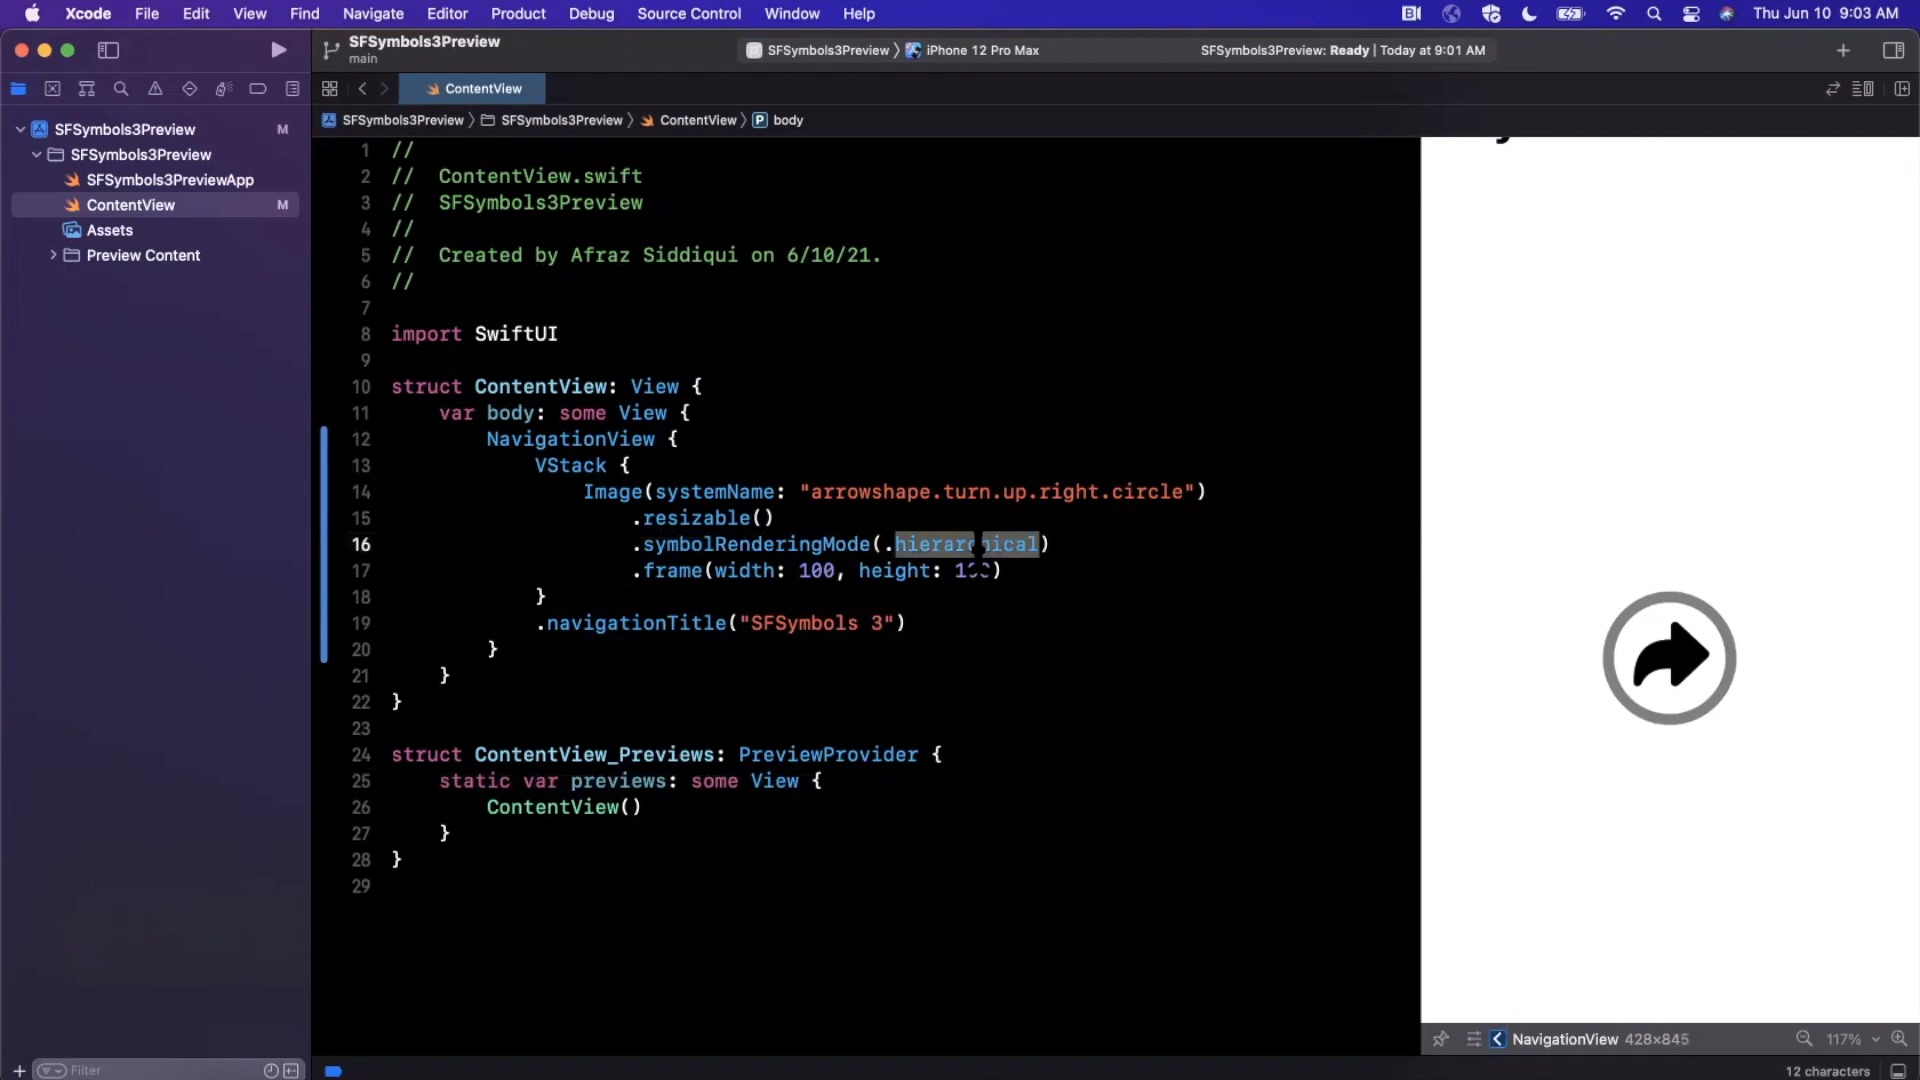 Xcode File Edit View Find Navigate Editor Product Debug Source Control Window Help Thu Jun 10 9:03 AM
SFSymbols3Preview
main
SFSymbols3Preview iPhone 12 Pro Max
SFSymbols3Preview: Ready | Today at 9:01 AM
ContentView
SFSymbols3Preview SFSymbols3Preview ContentView P body
SFSymbols3Preview M
SFSymbols3Preview
SFSymbols3PreviewApp
ContentView M
Assets
Preview Content
1 //
2 // ContentView.swift
3 // SFSymbols3Preview
4 //
5 // Created by Afraz Siddiqui on 6/10/21.
6 //
7
8 import SwiftUI
9
10 struct ContentView: View {
11 var body: some View {
12 NavigationView {
13 VStack {
14 Image(systemName: "arrowshape.turn.up.right.circle")
15 .resizable()
16 .symbolRenderingMode(.hierarchical)
17 .frame(width: 100, height: 100)
18 }
19 .navigationTitle("SFSymbols 3")
20 }
21 }
22 }
23
24 struct ContentView_Previews: PreviewProvider {
25 static var previews: some View {
26 ContentView()
27 }
28 }
29
NavigationView 428×845 117%
Filter
12 characters